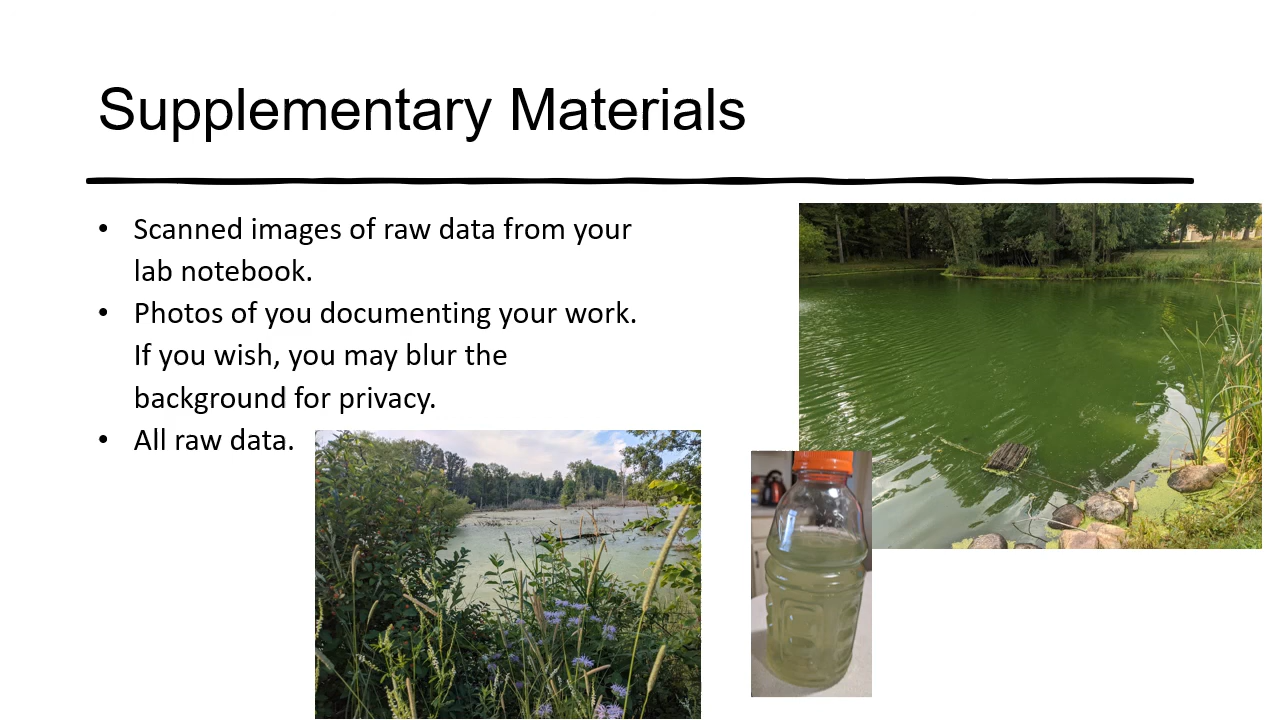 Supplementary Materials
• Scanned images of raw data from your
lab notebook.
• Photos of you documenting your work.
If you wish, you may blur the
background for privacy.
• All raw data.